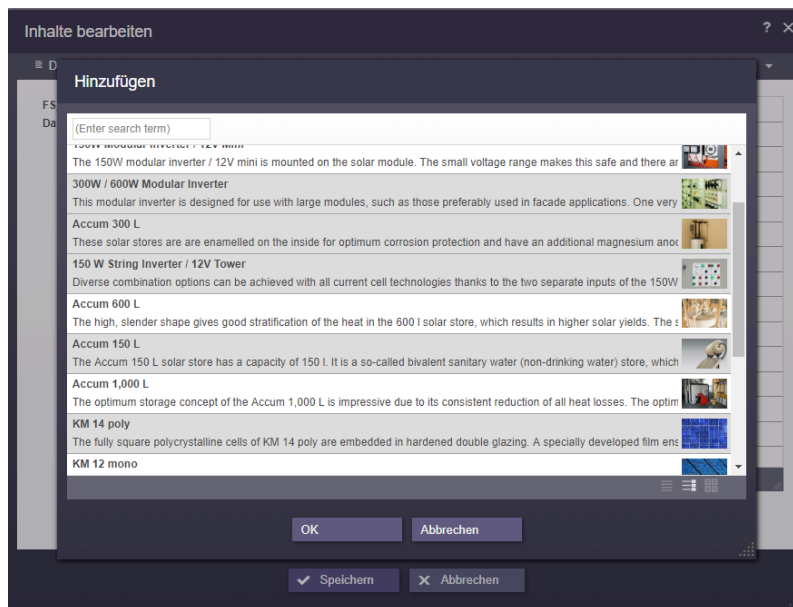 Inhalte bearbeiten
?
D
Hinzufügen
FS
Da
(Enter search term)
150W Modular Inverter / 12V Mini
The 150W modular inverter / 12V mini is mounted on the solar module. The small voltage range makes this safe and there ar
300W / 600W Modular Inverter
This modular inverter is designed for use with large modules, such as those preferably used in facade applications. One very
Accum 300 L
These solar stores are are enamelled on the inside for optimum corrosion protection and have an additional magnesium anod
150 W String Inverter / 12V Tower
Diverse combination options can be achieved with all current cell technologies thanks to the two separate inputs of the 150W
Accum 600 L
The high, slender shape gives good stratification of the heat in the 600 l solar store, which results in higher solar yields. The s
Accum 150 L
The Accum 150 L solar store has a capacity of 150 l. It is a so-called bivalent sanitary water (non-drinking water) store, which
Accum 1,000 L
The optimum storage concept of the Accum 1,000 L is impressive due to its consistent reduction of all heat losses. The optim
KM 14 poly
The fully square polycrystalline cells of KM 14 poly are embedded in hardened double glazing. A specially developed film ens
KM 12 mono
OK
Abbrechen
Speichern
Abbrechen